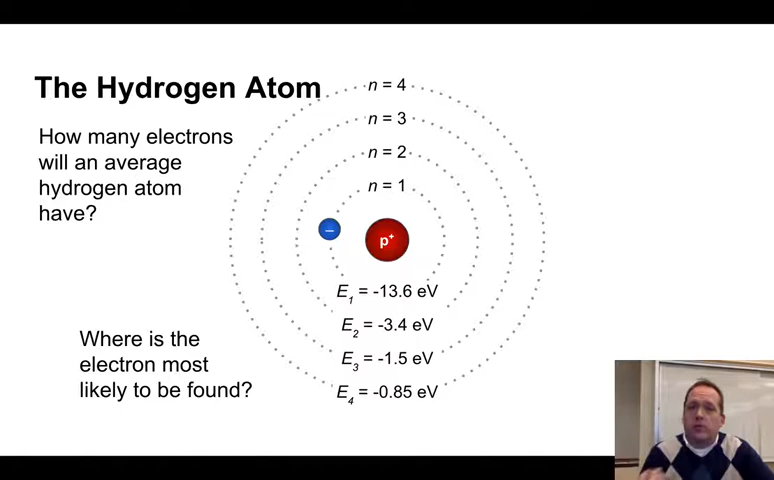 The Hydrogen Atom
How many electrons
will an average
hydrogen atom
have?
n = 4
n = 3
n = 2
n = 1
–
p⁺
E₁ = -13.6 eV
E₂ = -3.4 eV
E₃ = -1.5 eV
E₄ = -0.85 eV
Where is the
electron most
likely to be found?